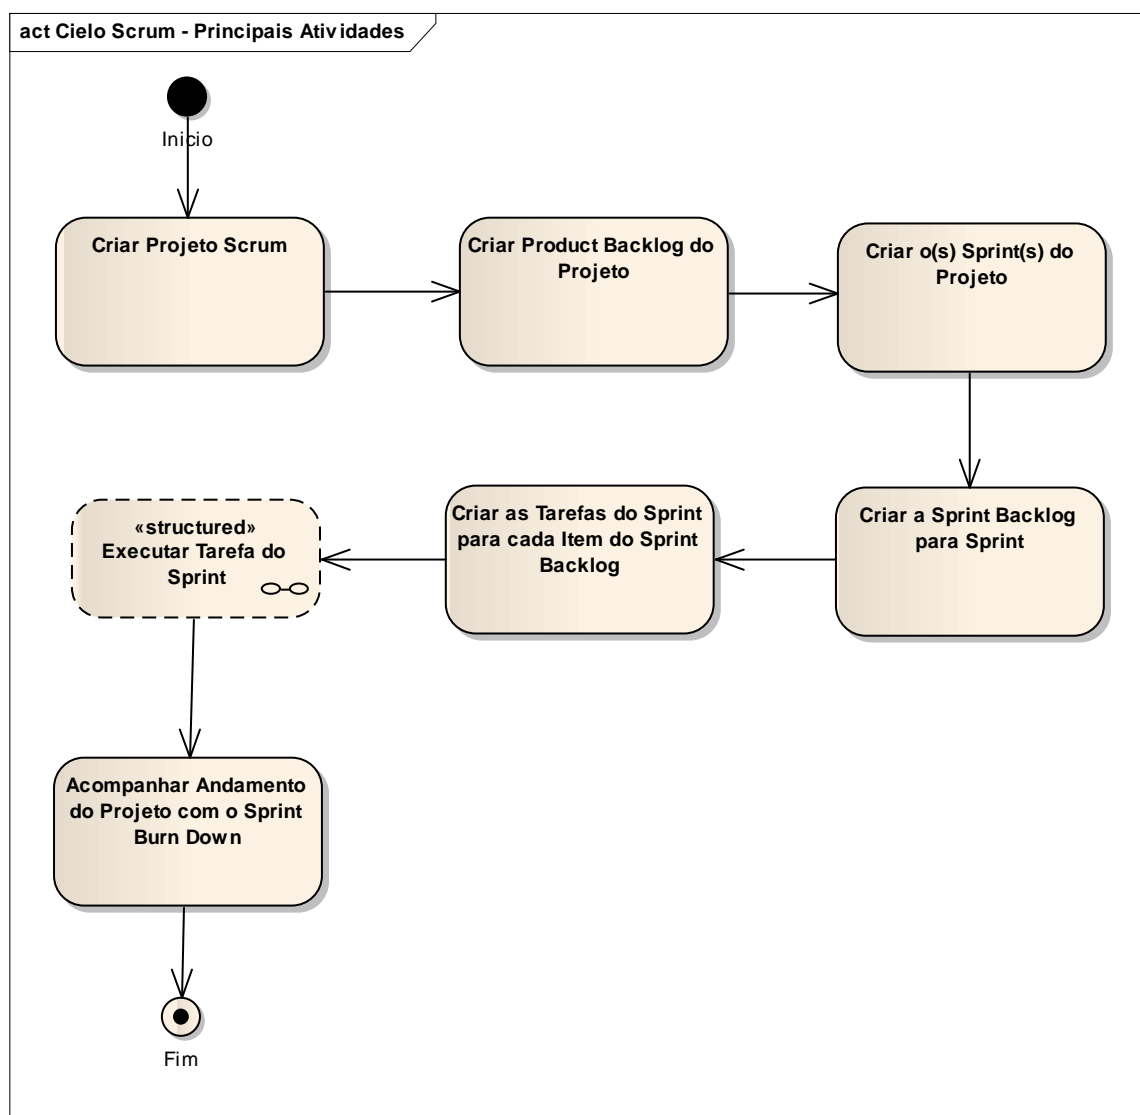 act Cielo Scrum - Principais Atividades
Inicio
Criar Projeto Scrum
Criar Product Backlog do
Projeto
Criar o(s) Sprint(s) do
Projeto
Criar a Sprint Backlog
para Sprint
Criar as Tarefas do Sprint
para cada Item do Sprint
Backlog
«structured»
Executar Tarefa do
Sprint
Acompanhar Andamento
do Projeto com o Sprint
Burn Down
Fim